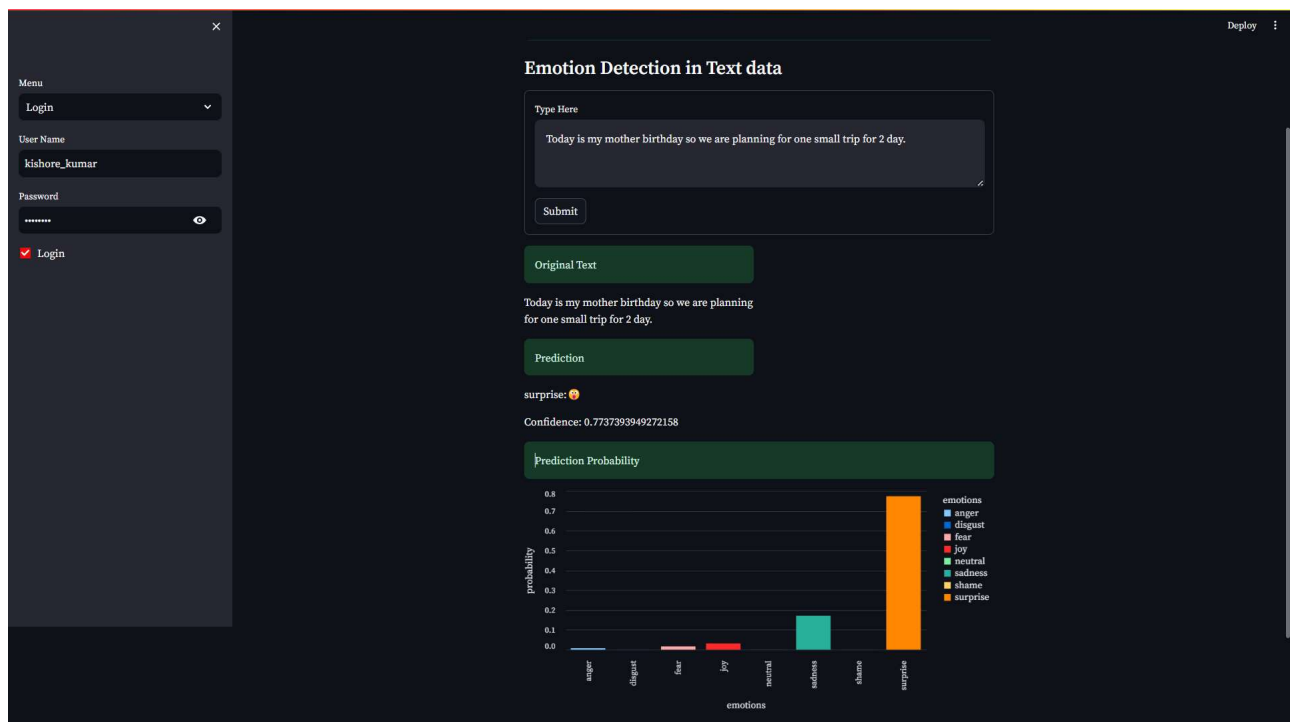 Deploy
Menu
Login
User Name
kishore_kumar
Password
••••••••
Login
Emotion Detection in Text data
Type Here
Today is my mother birthday so we are planning for one small trip for 2 day.
Submit
Original Text
Today is my mother birthday so we are planning
for one small trip for 2 day.
Prediction
surprise:😲
Confidence: 0.7737393949272158
Prediction Probability
0.8
0.7
0.6
0.5
0.4
0.3
0.2
0.1
0.0
probability
anger
disgust
fear
joy
neutral
sadness
shame
surprise
emotions
emotions
anger
disgust
fear
joy
neutral
sadness
shame
surprise